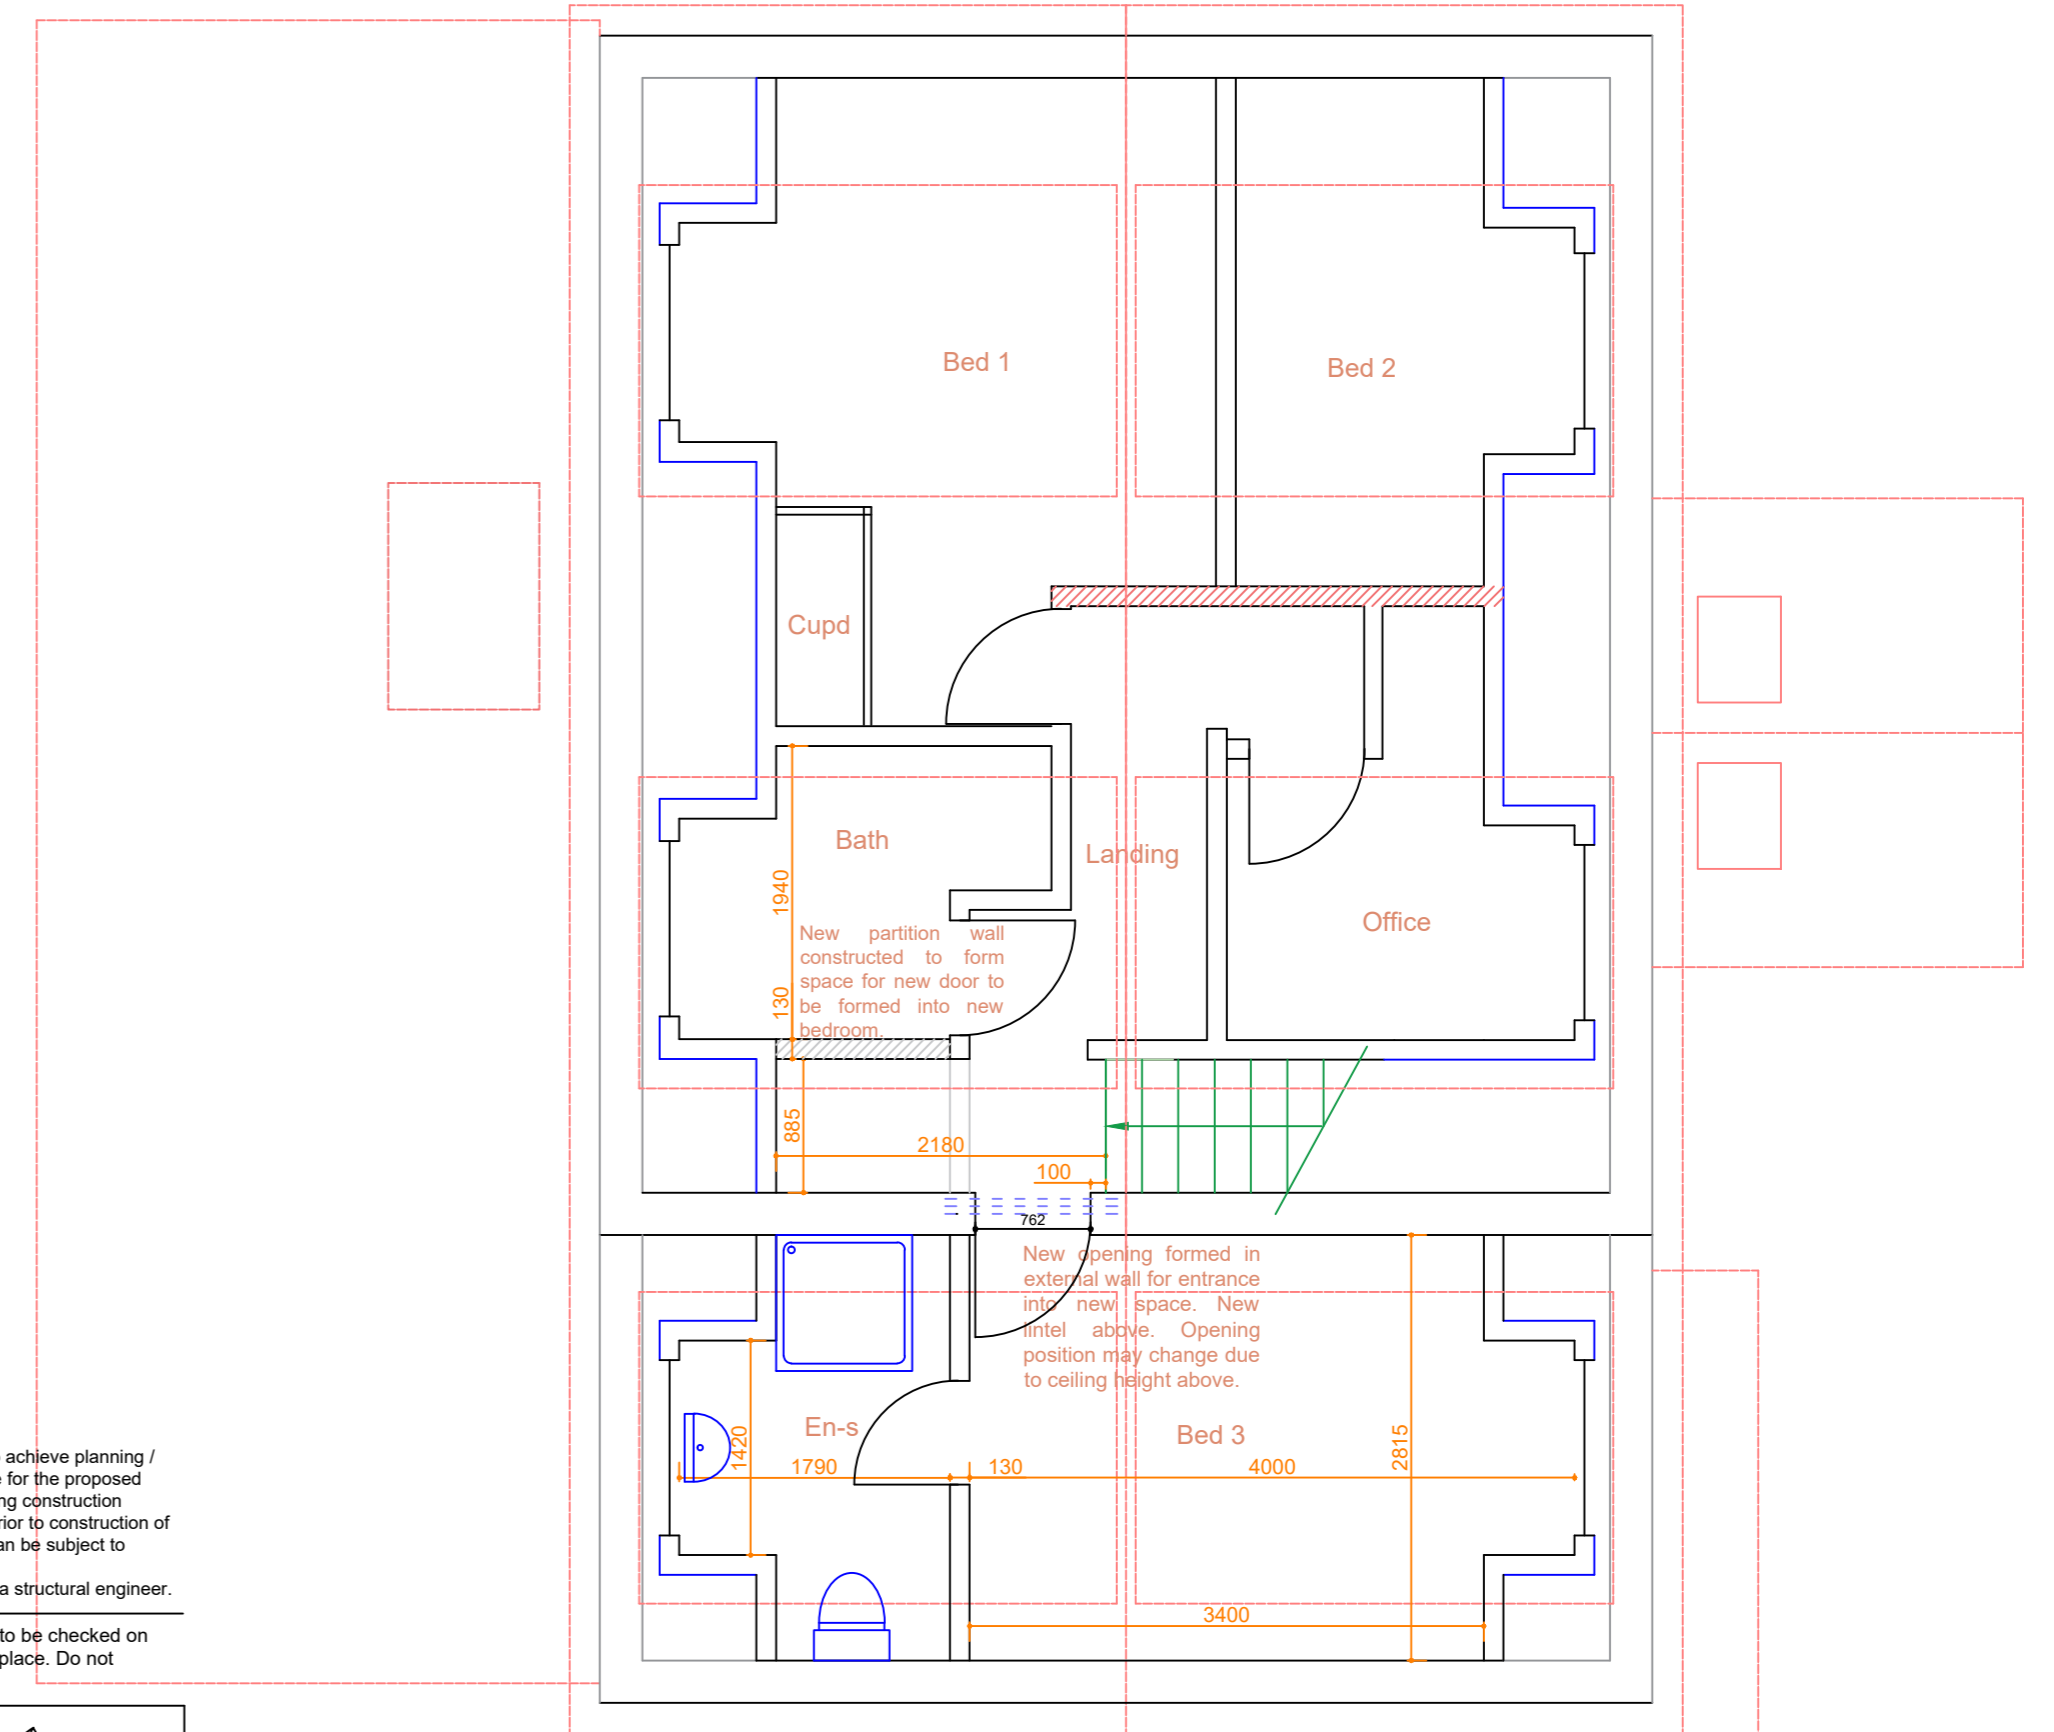 Bed 1
Bed 2
Cupd
Bath
Landing
1940
Office
New partition wall
constructed to form
space for new door to
be formed into new
bedroom.
130
885
2180
100
762
New opening formed in
external wall for entrance
into new space. New
lintel above. Opening
position may change due
to ceiling height above.
En-s
Bed 3
1420
2815
1790
130
4000
3400
achieve planning /
for the proposed
construction
to construction of
be subject to
a structural engineer.
to be checked on
place. Do not